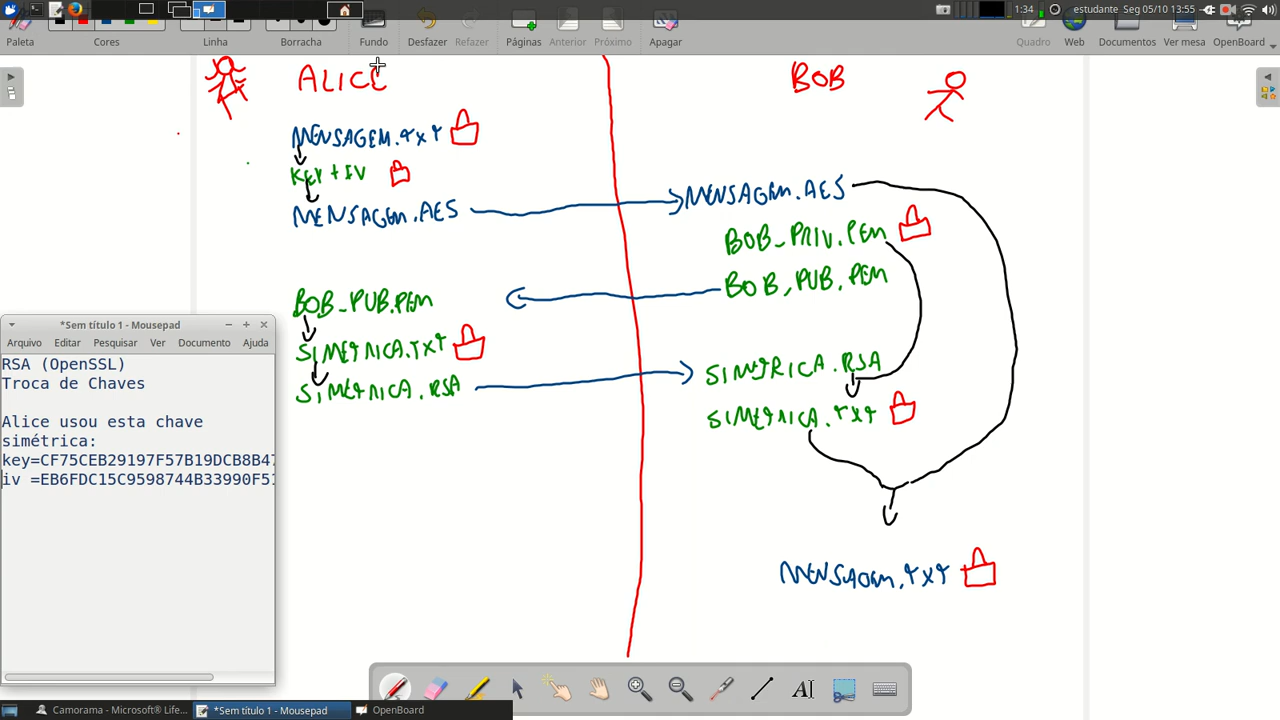 1:34
estudante Seg 05/10 13:55
Paleta
Cores
Linha
Borracha
Fundo
Desfazer
Refazer
Páginas
Anterior
Próximo
Apagar
Quadro
Web
Documentos
Ver mesa
OpenBoard
ALICE
BOB
MENSAGEM.TXT
KEY + IV
MENSAGEM.AES
MENSAGEM.AES
BOB_PRIV.PEM
BOB_PUB.PEM
BOB_PUB.PEM
SIMETRICA.TXT
SIMETRICA.RSA
SIMETRICA.RSA
SIMETRICA.TXT
MENSAGEM.TXT
*Sem título 1 - Mousepad
Arquivo Editar Pesquisar Ver Documento Ajuda
RSA (OpenSSL)
Troca de Chaves
Alice usou esta chave
simétrica:
key=CF75CEB29197F57B19DCB8B47
iv =EB6FDC15C9598744B33990F51
Camorama - Microsoft® Life...
*Sem título 1 - Mousepad
OpenBoard